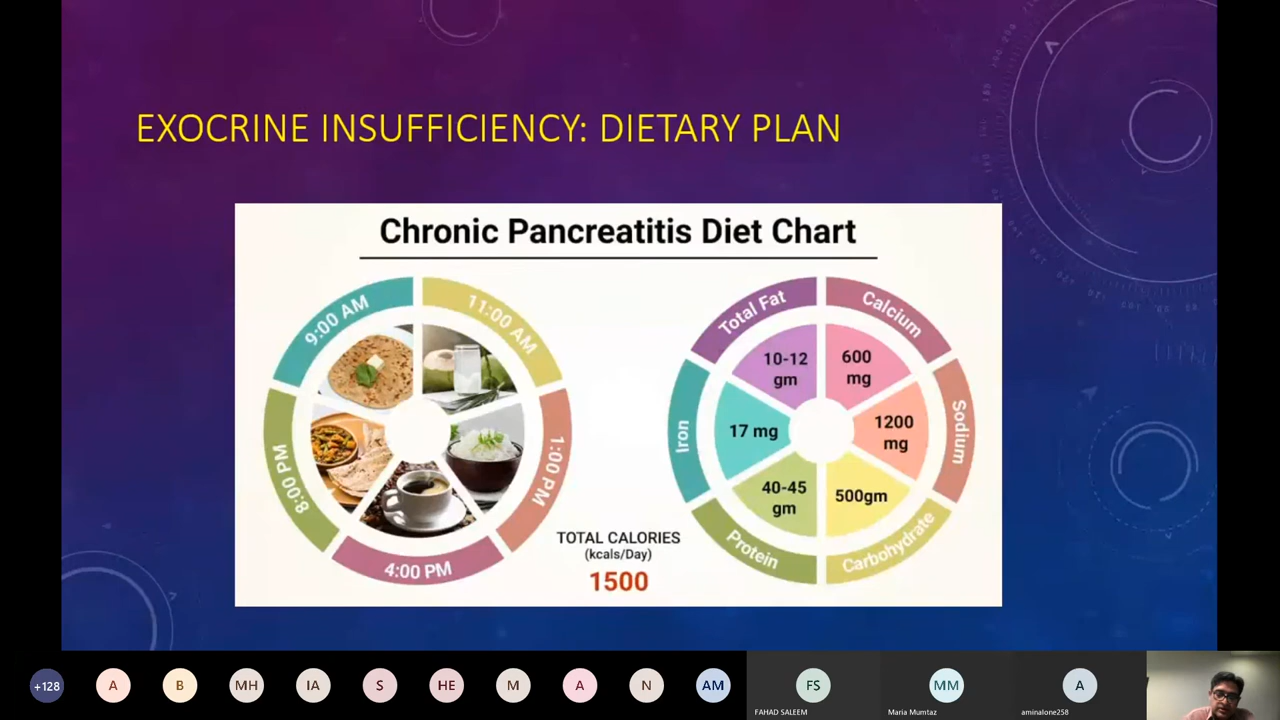 EXOCRINE INSUFFICIENCY: DIETARY PLAN
Chronic Pancreatitis Diet Chart
9:00 AM
11:00 AM
1:00 PM
4:00 PM
8:00 PM
TOTAL CALORIES
(kcals/Day)
1500
Total Fat
10-12
gm
Calcium
600
mg
Sodium
1200
mg
Carbohydrate
500gm
Protein
40-45
gm
Iron
17 mg
+128
A
B
MH
IA
S
HE
M
A
N
AM
FS
FAHAD SALEEM
MM
Maria Mumtaz
A
aminalone258